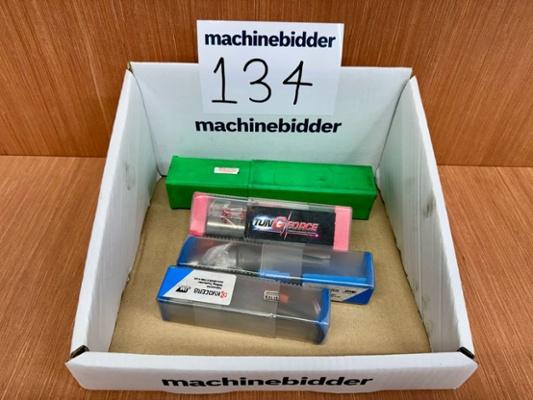 machinebidder
134
machinebidder
TUNGFORCE
KYOCERA
machinebidder